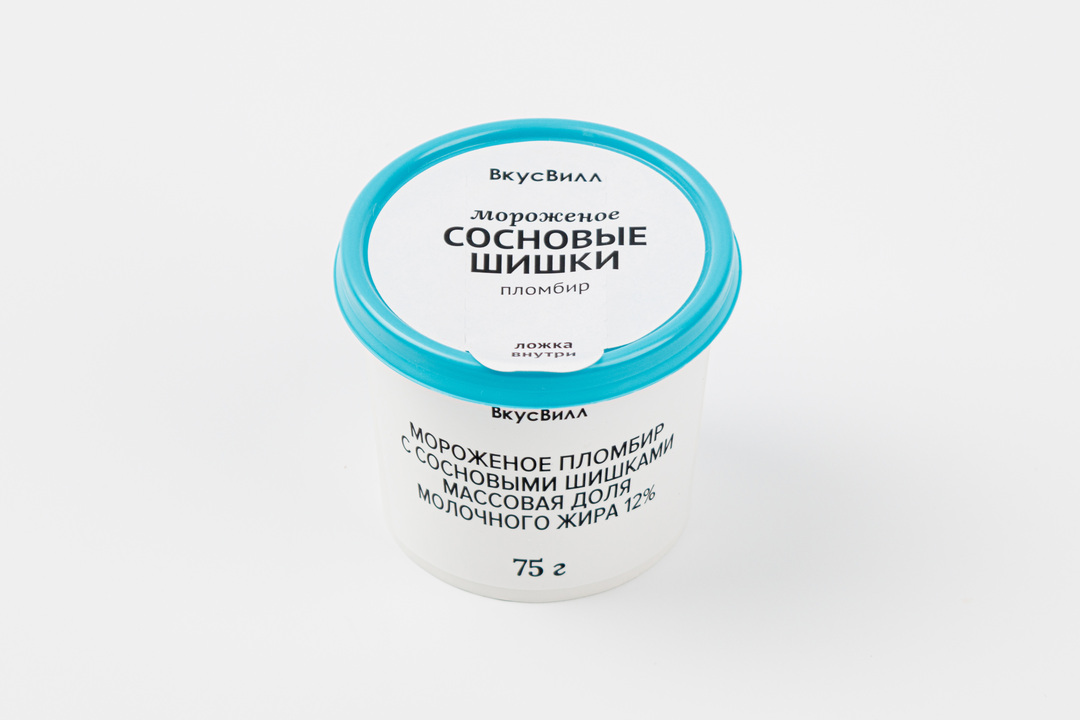 ВкусВилл
мороженое
СОСНОВЫЕ
ШИШКИ
пломбир
ложка
внутри
ВкусВилл
МОРОЖЕНОЕ ПЛОМБИР
С СОСНОВЫМИ ШИШКАМИ
МАССОВАЯ ДОЛЯ
МОЛОЧНОГО ЖИРА 12%
75 г